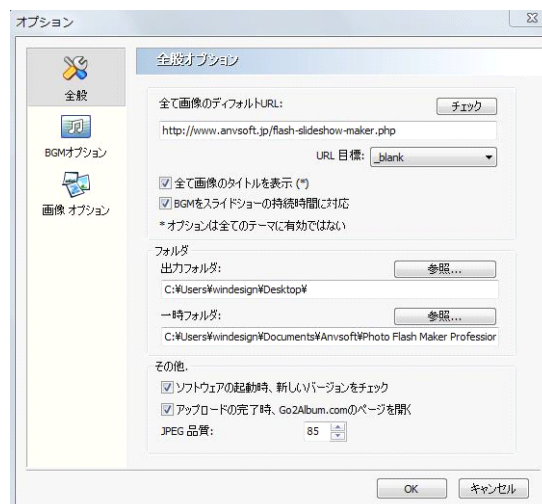 オプション
全般
BGMオプション
画像 オプション
全般オプション
全て画像のディフォルトURL:
チェック
http://www.anvsoft.jp/flash-slideshow-maker.php
URL 目標: _blank
全て画像のタイトルを表示 (*)
BGMをスライドショーの持続時間に対応
* オプションは全てのテーマに有効ではない
フォルダ
出力フォルダ:
参照...
C:¥Users¥windesign¥Desktop¥
一時フォルダ:
参照...
C:¥Users¥windesign¥Documents¥Anvsoft¥Photo Flash Maker Professior
その他.
ソフトウェアの起動時、新しいバージョンをチェック
アップロードの完了時、Go2Album.comのページを開く
JPEG 品質: 85
OK
キャンセル